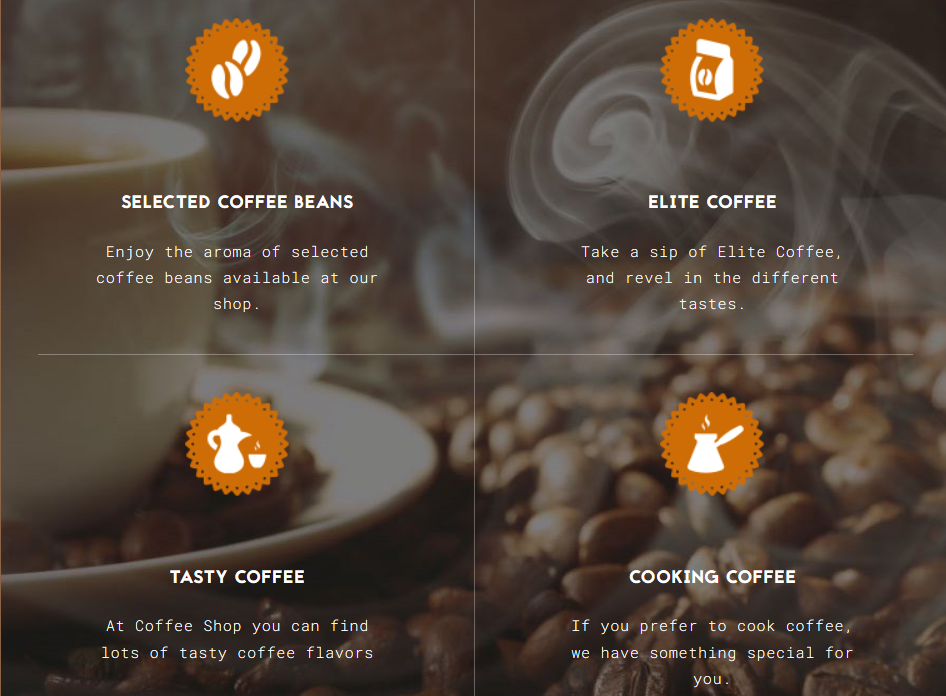 SELECTED COFFEE BEANS
Enjoy the aroma of selected
coffee beans available at our
shop.
ELITE COFFEE
Take a sip of Elite Coffee,
and revel in the different
tastes.
TASTY COFFEE
At Coffee Shop you can find
lots of tasty coffee flavors
COOKING COFFEE
If you prefer to cook coffee,
we have something special for
you.